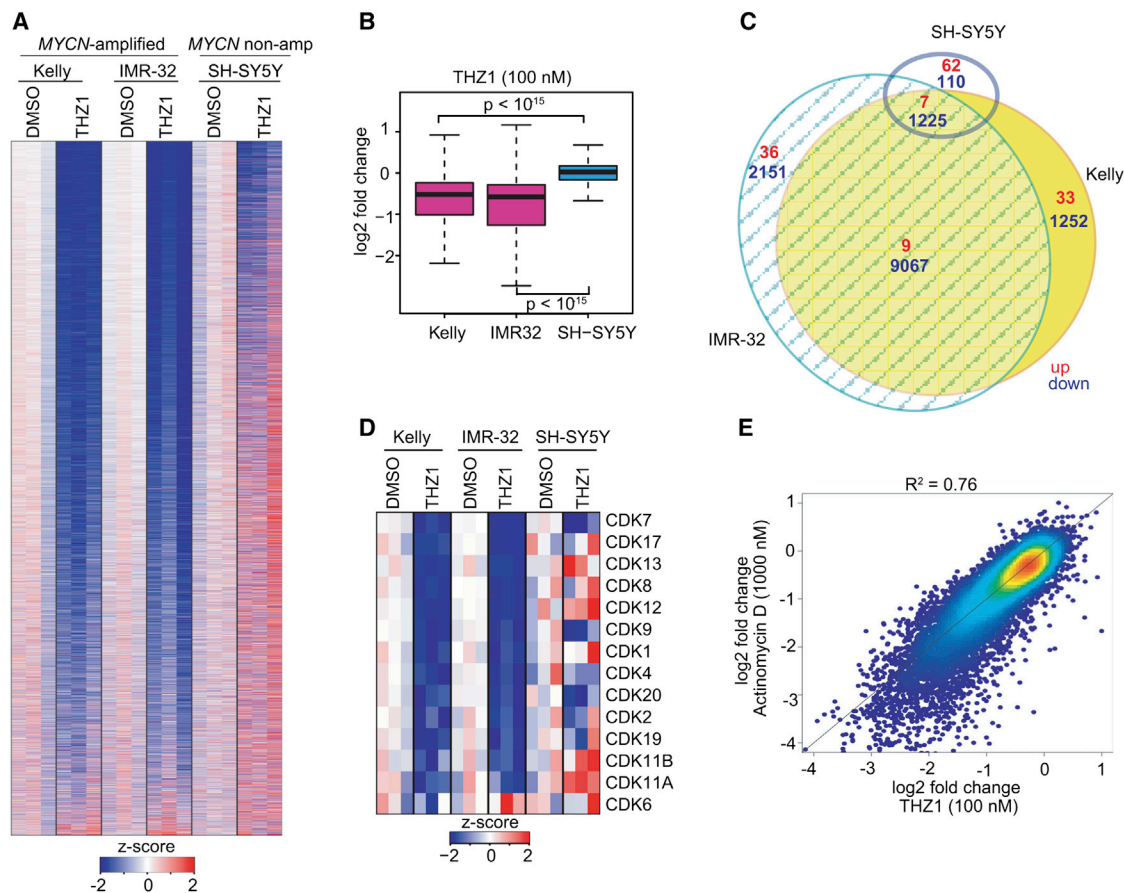 A
MYCN-amplified
MYCN non-amp
Kelly
IMR-32
SH-SY5Y
DMSO
THZ1
DMSO
THZ1
DMSO
THZ1
z-score
-2
0
2
B
THZ1 (100 nM)
p < 10^15
log2 fold change
1
0
−1
−2
p < 10^15
Kelly
IMR32
SH−SY5Y
C
SH-SY5Y
62
110
7
1225
36
2151
Kelly
33
1252
9
9067
IMR-32
up
down
D
Kelly
IMR-32
SH-SY5Y
DMSO
THZ1
DMSO
THZ1
DMSO
THZ1
CDK7
CDK17
CDK13
CDK8
CDK12
CDK9
CDK1
CDK4
CDK20
CDK2
CDK19
CDK11B
CDK11A
CDK6
z-score
−2
0
2
E
R² = 0.76
log2 fold change
Actinomycin D (1000 nM)
1
0
-1
-2
-3
-4
-4
-3
-2
-1
0
1
log2 fold change
THZ1 (100 nM)